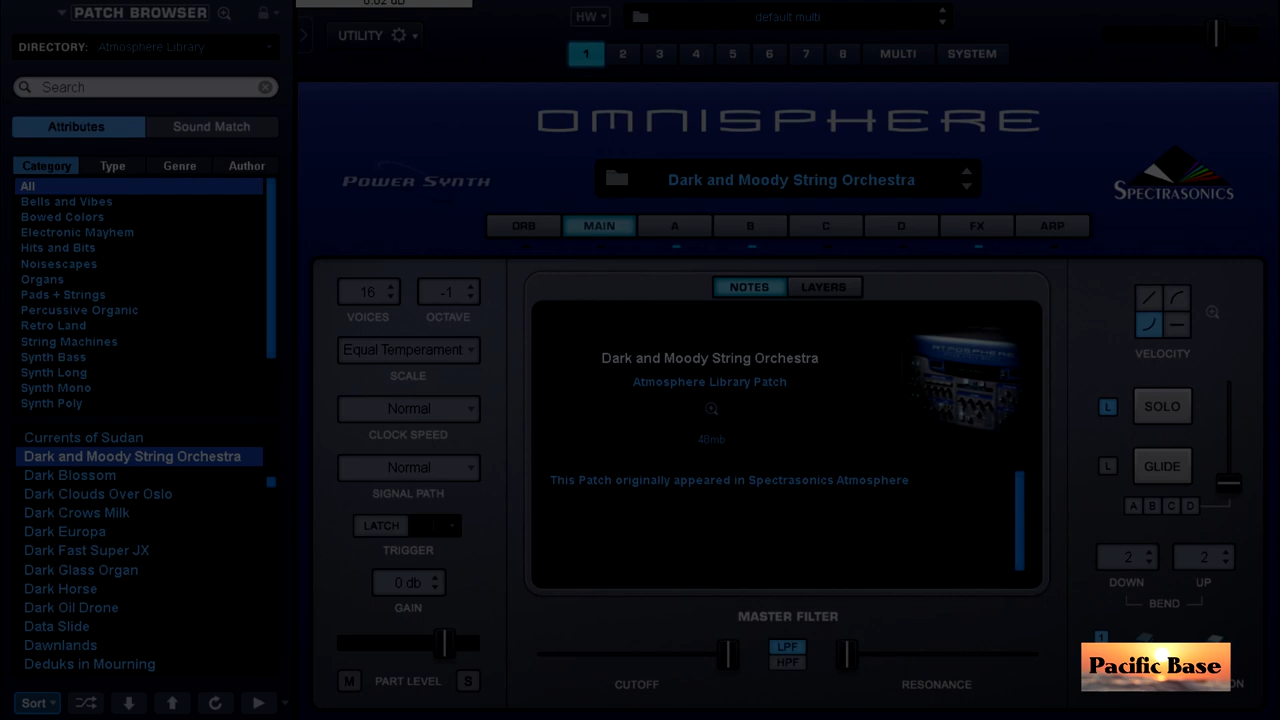 PATCH BROWSER
DIRECTORY: Atmosphere Library
Search
Attributes Sound Match
Category Type Genre Author
All
Bells and Vibes
Bowed Colors
Electronic Mayhem
Hits and Bits
Noisescapes
Organs
Pads + Strings
Percussive Organic
Retro Land
String Machines
Synth Bass
Synth Long
Synth Mono
Synth Poly
Currents of Sudan
Dark and Moody String Orchestra
Dark Blossom
Dark Clouds Over Oslo
Dark Crows Milk
Dark Europa
Dark Fast Super JX
Dark Glass Organ
Dark Horse
Dark Oil Drone
Data Slide
Dawnlands
Deduks in Mourning
Sort
UTILITY
HW
default multi
1 2 3 4 5 6 7 8 MULTI SYSTEM
OMNISPHERE
POWER SYNTH
Dark and Moody String Orchestra
SPECTRASONICS
ORB MAIN A B C D FX ARP
16 -1
VOICES OCTAVE
Equal Temperament
SCALE
Normal
CLOCK SPEED
Normal
SIGNAL PATH
LATCH
TRIGGER
0 db
GAIN
M PART LEVEL S
NOTES LAYERS
Dark and Moody String Orchestra
ATMOSPHERE
Atmosphere Library Patch
48mb
This Patch originally appeared in Spectrasonics Atmosphere
MASTER FILTER
LPF
HPF
CUTOFF RESONANCE
VELOCITY
L SOLO
L GLIDE
A B C D
2 2
DOWN UP
BEND
1
Pacific Base